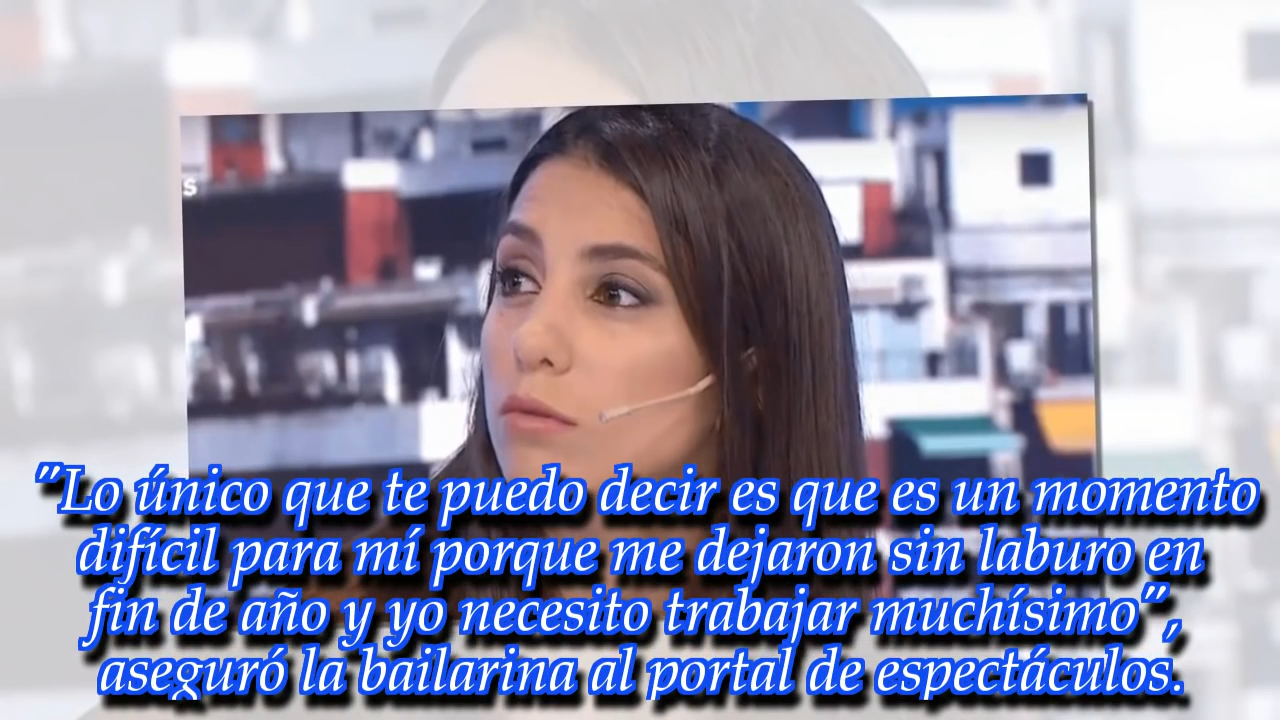 S
"Lo único que te puedo decir es que es un momento
difícil para mí porque me dejaron sin laburo en
fin de año y yo necesito trabajar muchísimo",
aseguró la bailarina al portal de espectáculos.